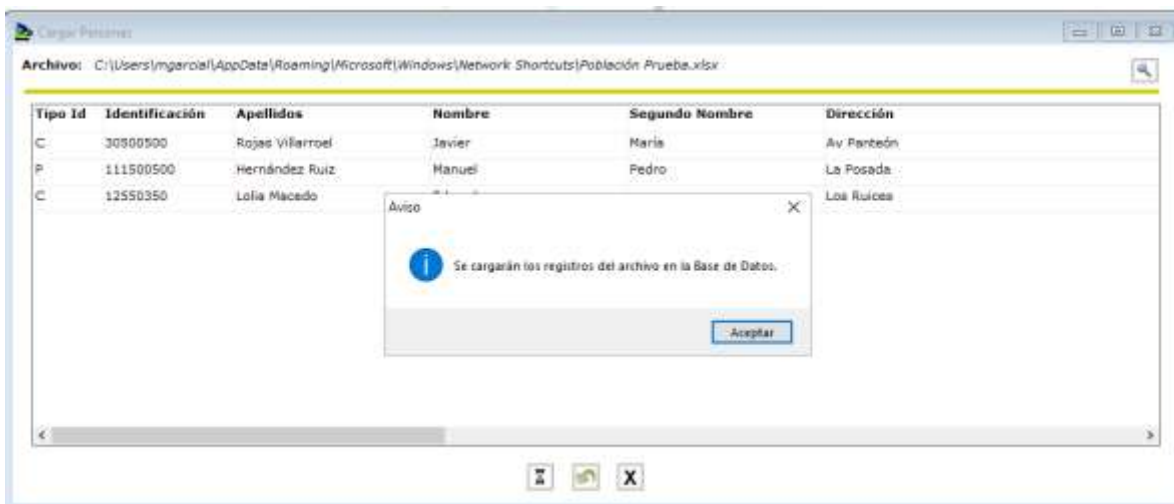 Cargar Personas
Archivo: C:\Users\mgarcial\AppData\Roaming\Microsoft\Windows\Network Shortcuts\Población Prueba.xlsx
Tipo Id Identificación Apellidos Nombre Segundo Nombre Dirección
C 30500500 Rojas Villarroel Javier María Av Panteón
P 111500500 Hernández Ruiz Manuel Pedro La Posada
C 12550350 Lolia Macedo Los Ruices
Aviso
Se cargarán los registros del archivo en la Base de Datos.
Aceptar